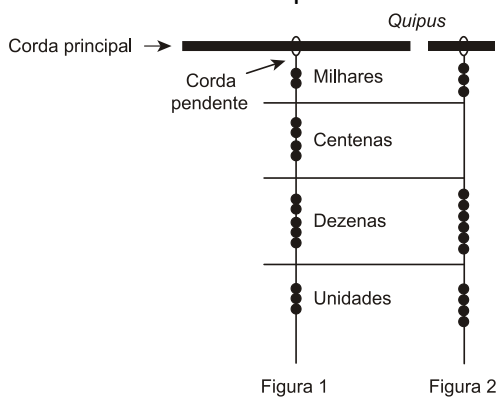 Quipus
Corda principal
Corda
pendente
Milhares
Centenas
Dezenas
Unidades
Figura 1
Figura 2